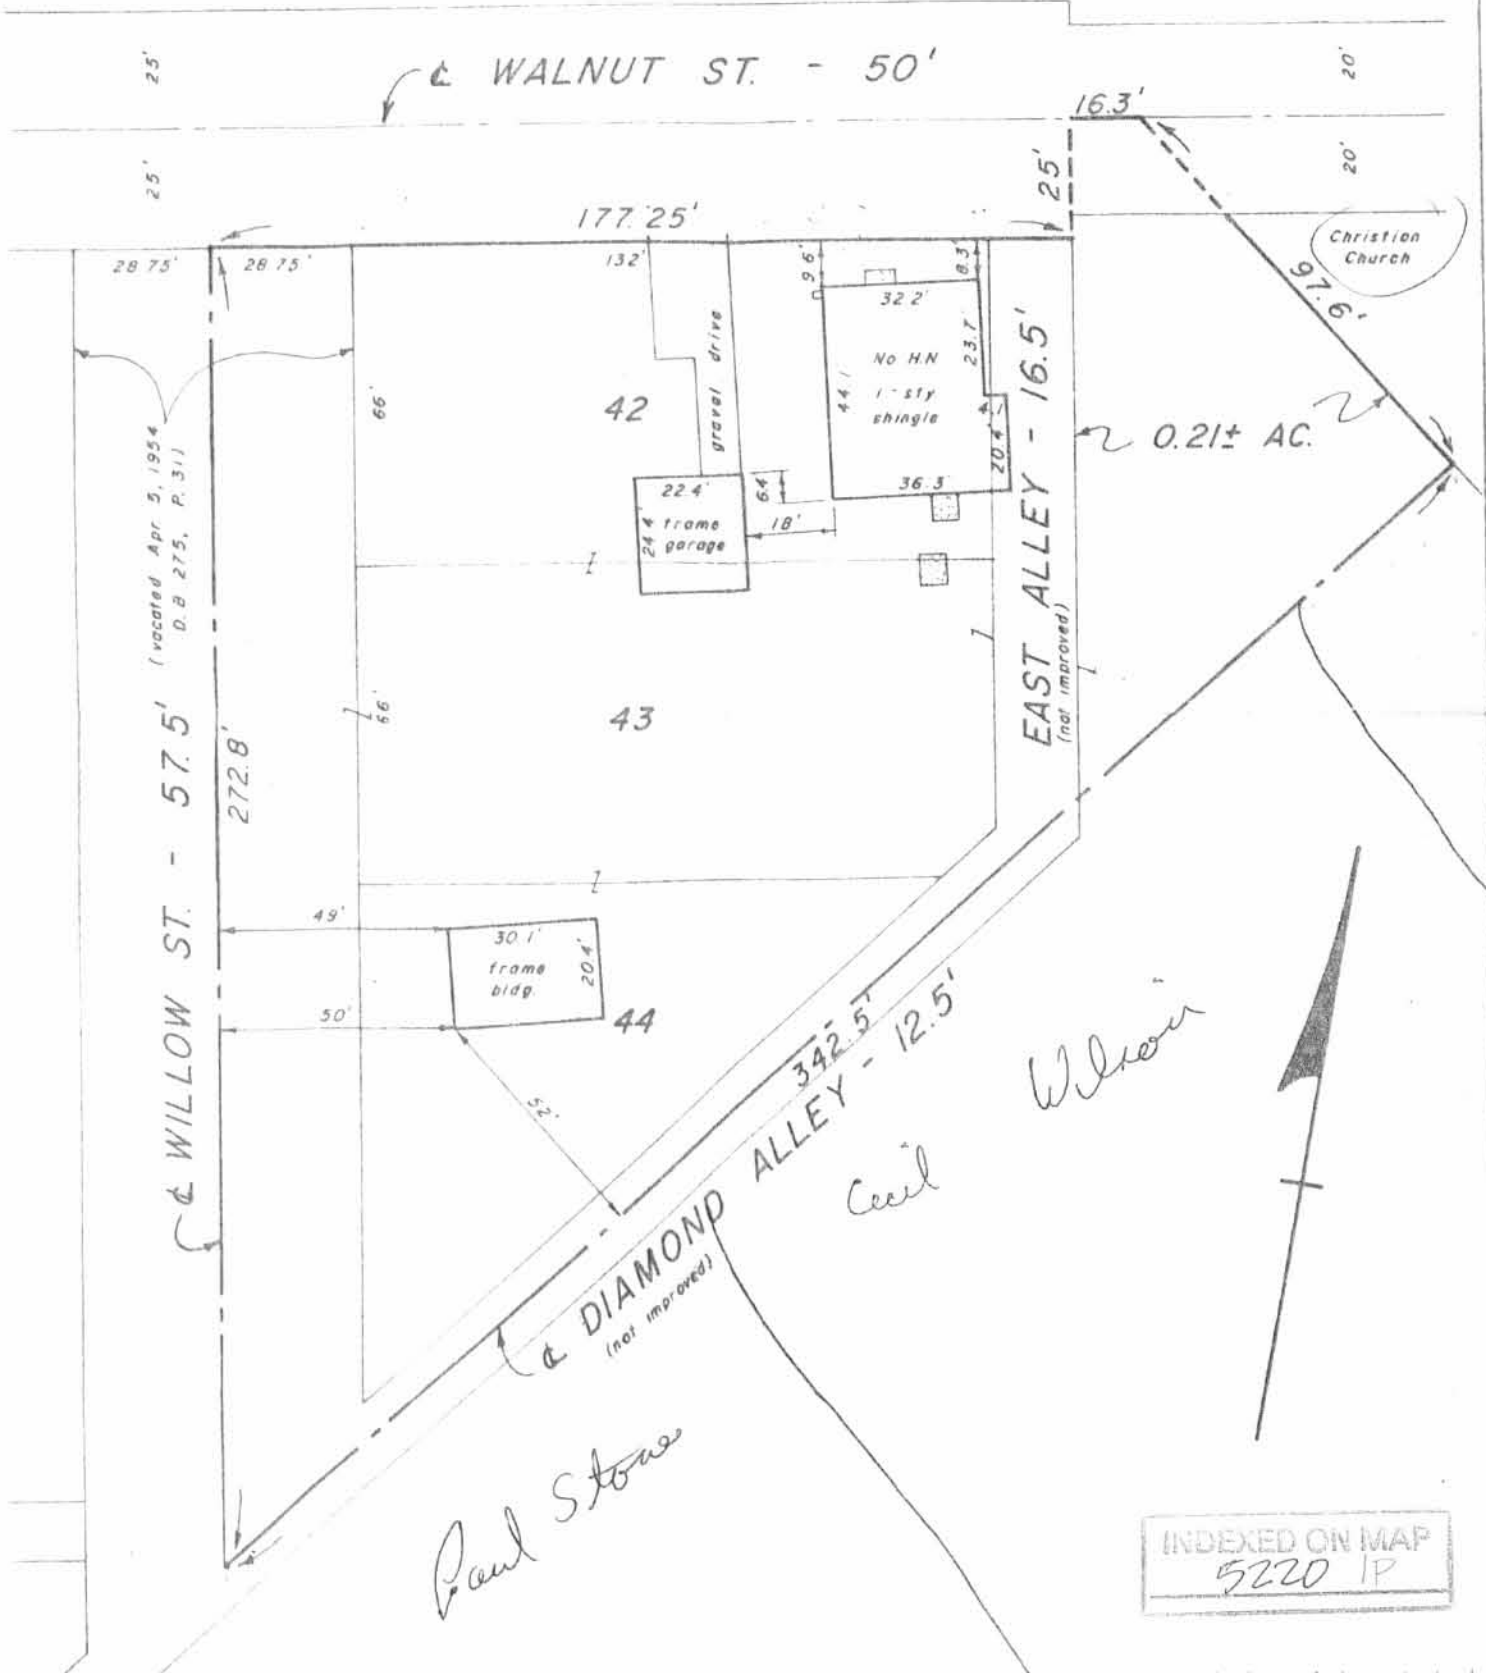 ℄ WALNUT ST. - 50'
25'
25'
20'
20'
16.3'
25'
177.25'
28.75'
28.75'
132'
9.6'
8.3'
Christian
Church
97.6'
32.2'
23.7'
No H.N
1-sty
shingle
44.1
4.1
20.4'
36.3'
gravel drive
42
66'
22.4'
24.4'
frame
garage
6.4'
18'
EAST ALLEY - 16.5'
(not improved)
0.21± AC.
(vacated Apr 5, 1954
D.B 275, P. 31)
℄ WILLOW ST. - 57.5'
272.8'
66'
43
49'
30.1'
20.4'
frame
bldg.
50'
44
52'
342.5'
℄ DIAMOND ALLEY - 12.5'
(not improved)
Cecil Wilson
Paul Stone
INDEXED ON MAP
5220 IP